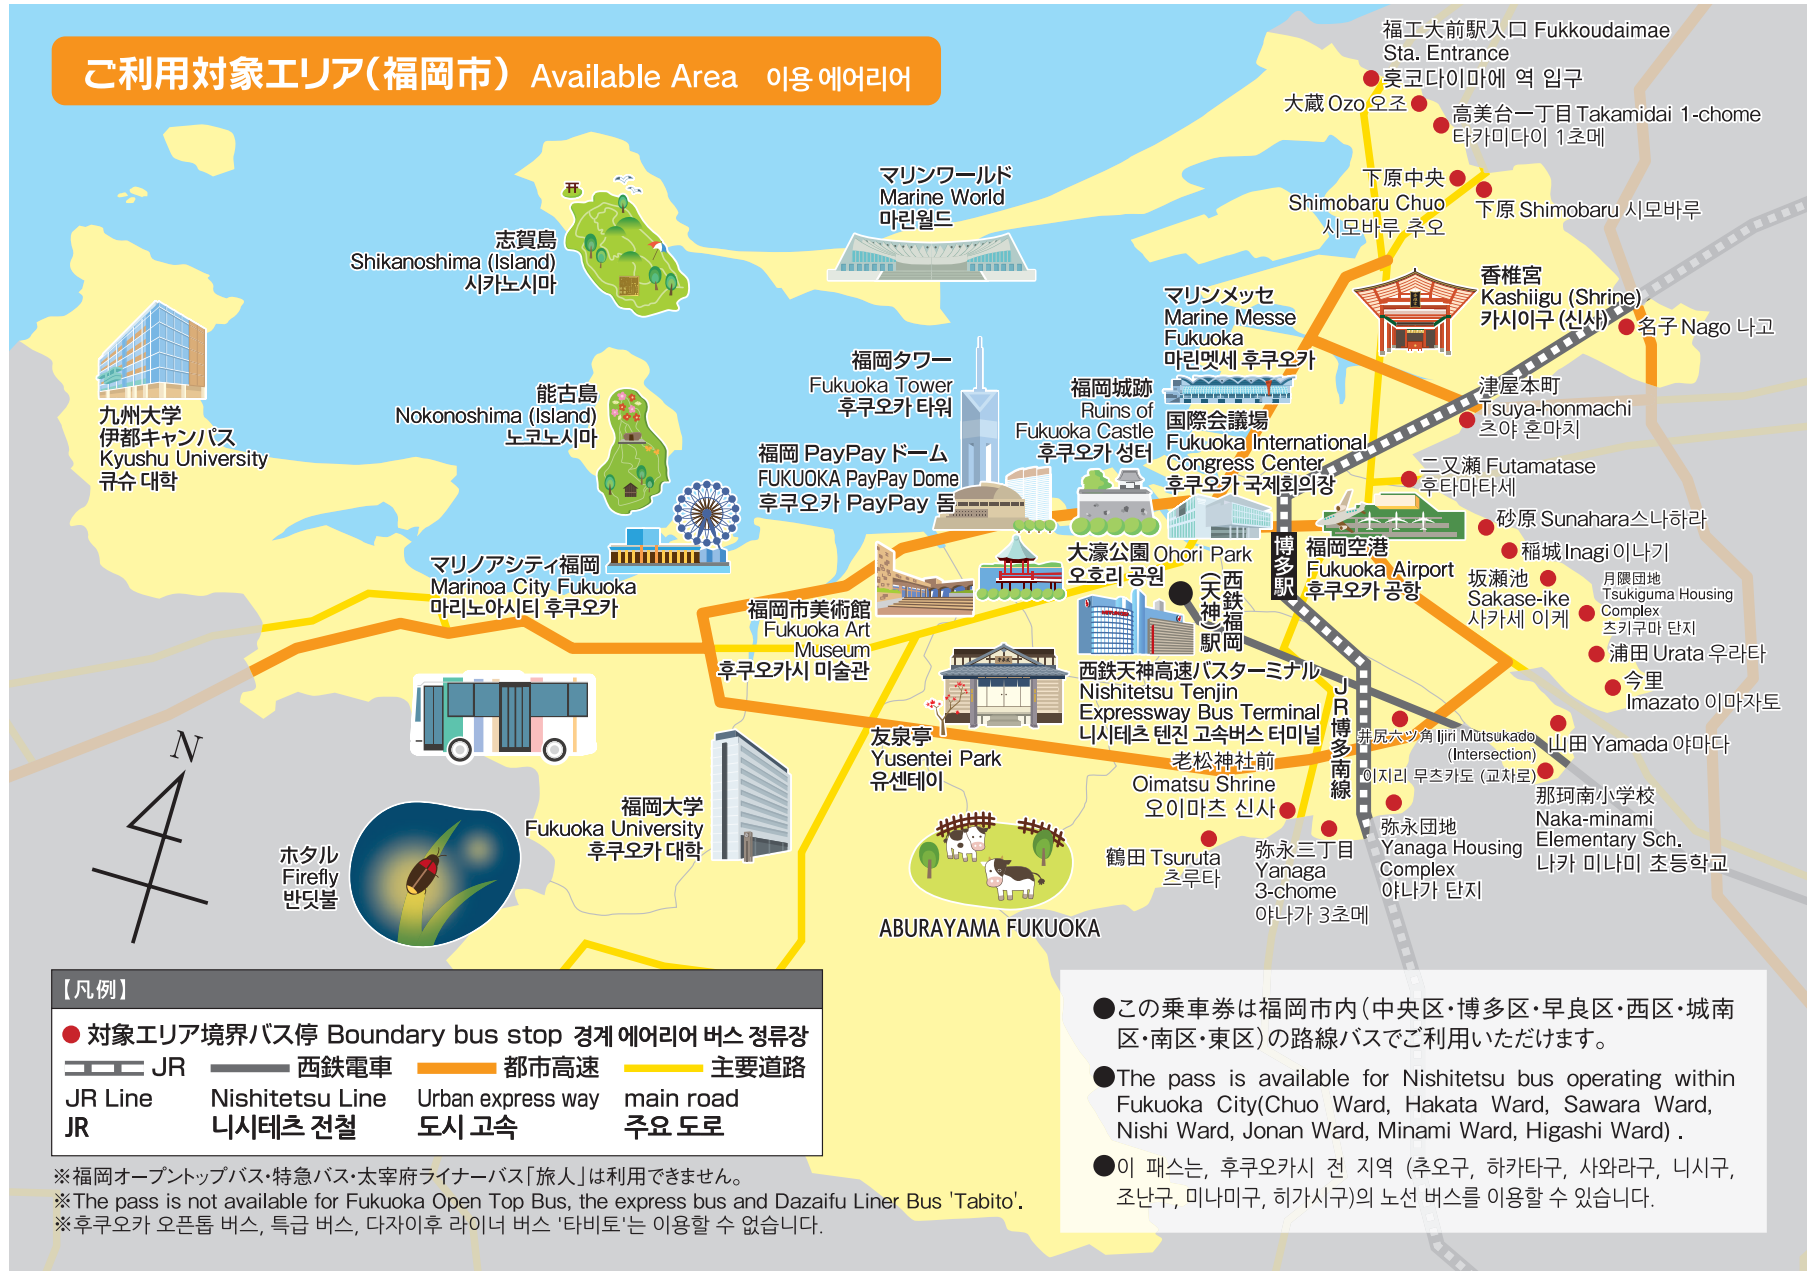 ご利用対象エリア(福岡市) Available Area 이용 에어리어
福工大前駅入口 Fukkoudaimae
Sta. Entrance
훗코다이마에 역 입구
大蔵 Ozo 오조
高美台一丁目 Takamidai 1-chome
타카미다이 1초메
下原中央
Shimobaru Chuo
시모바루 추오
下原 Shimobaru 시모바루
マリンワールド
Marine World
마린월드
志賀島
Shikanoshima (Island)
시카노시마
香椎宮
Kashiigu (Shrine)
카시이구 (신사)
名子 Nago 나고
マリンメッセ
Marine Messe
Fukuoka
마린멧세 후쿠오카
福岡タワー
Fukuoka Tower
후쿠오카 타워
福岡城跡
Ruins of
Fukuoka Castle
후쿠오카 성터
津屋本町
Tsuya-honmachi
츠야 혼마치
能古島
Nokonoshima (Island)
노코노시마
九州大学
伊都キャンパス
Kyushu University
큐슈 대학
国際会議場
Fukuoka International
Congress Center
후쿠오카 국제회의장
福岡 PayPay ドーム
FUKUOKA PayPay Dome
후쿠오카 PayPay 돔
二又瀬 Futamatase
후타마타세
砂原 Sunahara스나하라
稲城 Inagi 이나기
マリノアシティ福岡
Marinoa City Fukuoka
마리노아시티 후쿠오카
大濠公園 Ohori Park
오호리 공원
博多駅
福岡空港
Fukuoka Airport
후쿠오카 공항
坂瀬池
Sakase-ike
사카세 이케
月隈団地
Tsukiguma Housing
Complex
츠키구마 단지
西鉄福岡
(天神)駅
福岡市美術館
Fukuoka Art
Museum
후쿠오카시 미술관
浦田 Urata 우라타
今里
Imazato 이마자토
西鉄天神高速バスターミナル
Nishitetsu Tenjin
Expressway Bus Terminal
니시테츠 텐진 고속버스 터미널
JR博多南線
井尻六ツ角 Ijiri Mutsukado
(Intersection)
이지리 무츠카도 (교차로)
山田 Yamada 야마다
友泉亭
Yusentei Park
유센테이
老松神社前
Oimatsu Shrine
오이마츠 신사
那珂南小学校
Naka-minami
Elementary Sch.
나카 미나미 초등학교
福岡大学
Fukuoka University
후쿠오카 대학
弥永団地
Yanaga Housing
Complex
야나가 단지
鶴田 Tsuruta
츠루타
弥永三丁目
Yanaga
3-chome
야나가 3초메
ホタル
Firefly
반딧불
N
ABURAYAMA FUKUOKA
【凡例】
対象エリア境界バス停 Boundary bus stop 경계 에어리어 버스 정류장
JR 西鉄電車 都市高速 主要道路
JR Line Nishitetsu Line Urban express way main road
JR 니시테츠 전철 도시 고속 주요 도로
※福岡オープントップバス・特急バス・太宰府ライナーバス「旅人」は利用できません。
※The pass is not available for Fukuoka Open Top Bus, the express bus and Dazaifu Liner Bus 'Tabito'.
※후쿠오카 오픈톱 버스, 특급 버스, 다자이후 라이너 버스 '타비토'는 이용할 수 없습니다.
●この乗車券は福岡市内(中央区・博多区・早良区・西区・城南
区・南区・東区)の路線バスでご利用いただけます。
●The pass is available for Nishitetsu bus operating within
Fukuoka City(Chuo Ward, Hakata Ward, Sawara Ward,
Nishi Ward, Jonan Ward, Minami Ward, Higashi Ward) .
●이 패스는, 후쿠오카시 전 지역 (추오구, 하카타구, 사와라구, 니시구,
조난구, 미나미구, 히가시구)의 노선 버스를 이용할 수 있습니다.